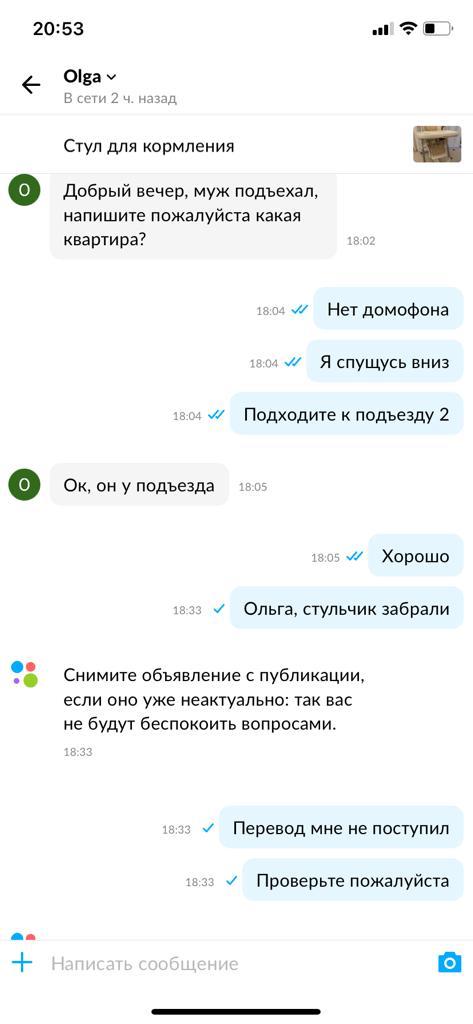 20:53
Olga
В сети 2 ч. назад
Стул для кормления
O
Добрый вечер, муж подъехал,
напишите пожалуйста какая
квартира?
18:02
18:04
Нет домофона
18:04
Я спущусь вниз
18:04
Подходите к подъезду 2
O
Ок, он у подъезда
18:05
18:05
Хорошо
18:33
Ольга, стульчик забрали
Снимите объявление с публикации,
если оно уже неактуально: так вас
не будут беспокоить вопросами.
18:33
18:33
Перевод мне не поступил
18:33
Проверьте пожалуйста
Написать сообщение